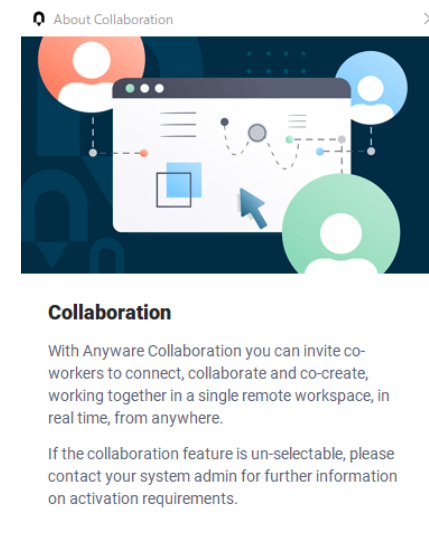 About Collaboration
Collaboration
With Anyware Collaboration you can invite co-
workers to connect, collaborate and co-create,
working together in a single remote workspace, in
real time, from anywhere.
If the collaboration feature is un-selectable, please
contact your system admin for further information
on activation requirements.